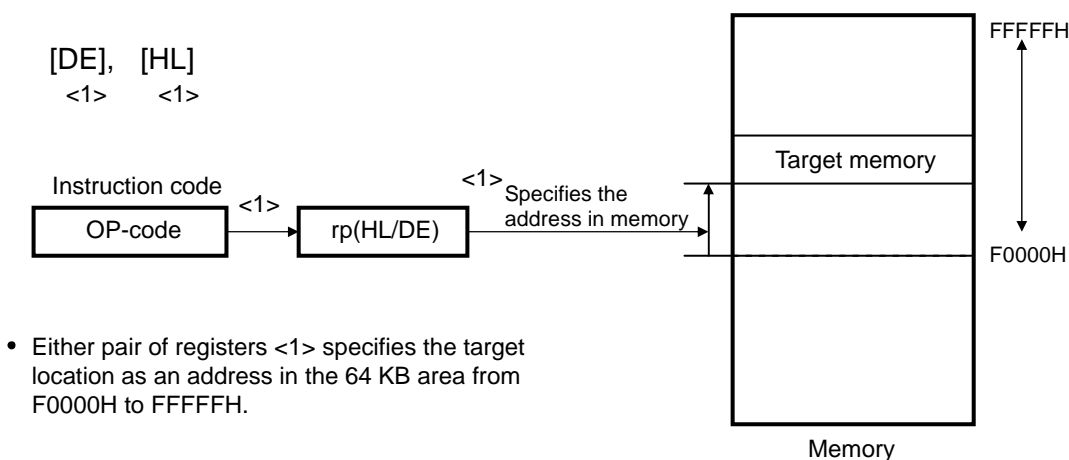 FFFFFH
[DE], [HL]
<1> <1>
Target memory
Instruction code
<1>
<1>
Specifies the
address in memory
OP-code
rp(HL/DE)
F0000H
• Either pair of registers <1> specifies the target
location as an address in the 64 KB area from
F0000H to FFFFFH.
Memory